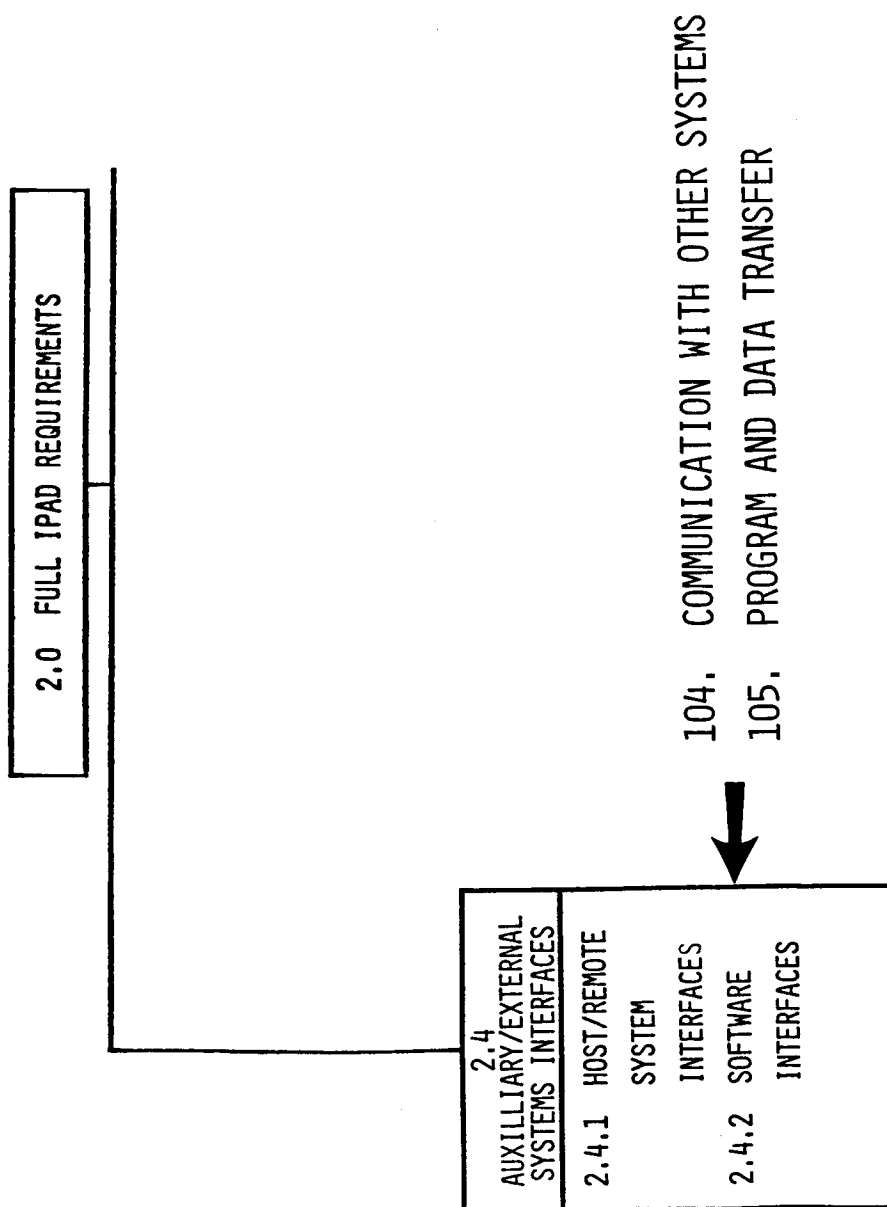 2.0 FULL IPAD REQUIREMENTS
2.4
AUXILLIARY/EXTERNAL
SYSTEMS INTERFACES
2.4.1 HOST/REMOTE
SYSTEM
INTERFACES
2.4.2 SOFTWARE
INTERFACES
104. COMMUNICATION WITH OTHER SYSTEMS
105. PROGRAM AND DATA TRANSFER